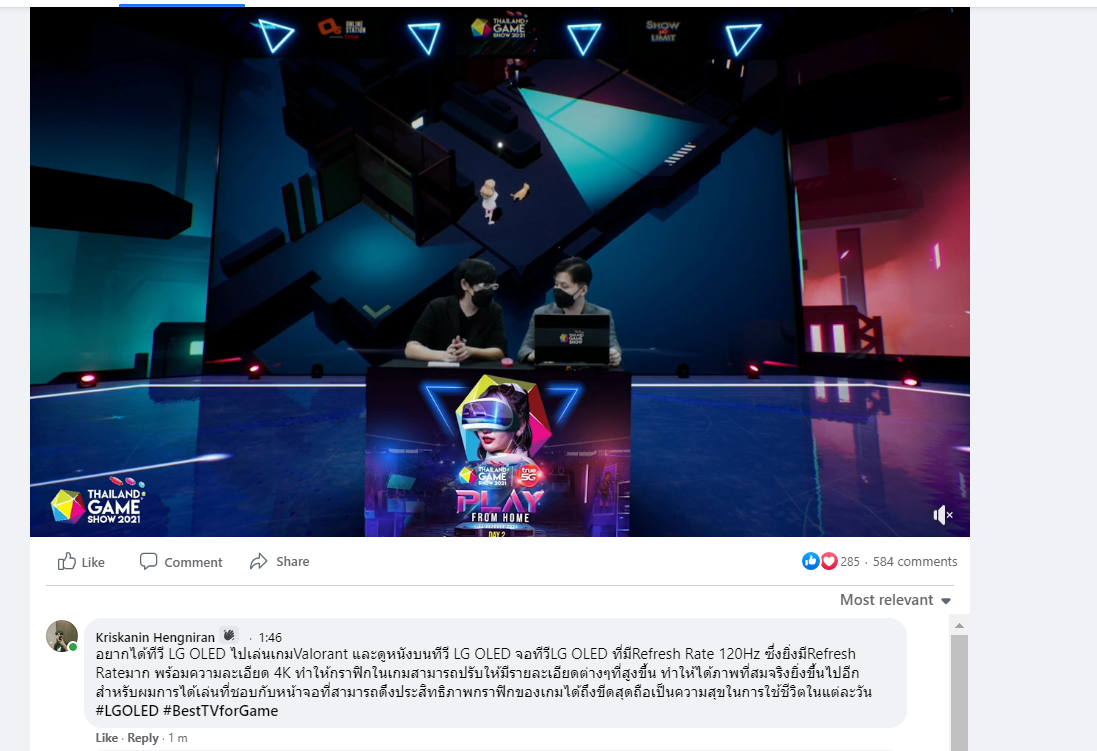 ONLINE STATION
THAILAND GAME SHOW 2021
SHOW NO LIMIT
THAILAND GAME SHOW
THAILAND GAME SHOW 2021
true 5G
PLAY
FROM HOME
DAY 2
THAILAND
GAME
SHOW 2021
Like
Comment
Share
285 · 584 comments
Most relevant
Kriskanin Hengniran · 1:46
อยากได้ทีวี LG OLED ไปเล่นเกมValorant และดูหนังบนทีวี LG OLED จอทีวีLG OLED ที่มีRefresh Rate 120Hz ซึ่งยิ่งมีRefresh
Rateมาก พร้อมความละเอียด 4K ทำให้กราฟิกในเกมสามารถปรับให้มีรายละเอียดต่างๆที่สูงขึ้น ทำให้ได้ภาพที่สมจริงยิ่งขึ้นไปอีก
สำหรับผมการได้เล่นที่ชอบกับหน้าจอที่สามารถดึงประสิทธิภาพกราฟิกของเกมได้ถึงขีดสุดถือเป็นความสุขในการใช้ชีวิตในแต่ละวัน
#LGOLED #BestTVforGame
Like · Reply · 1 m